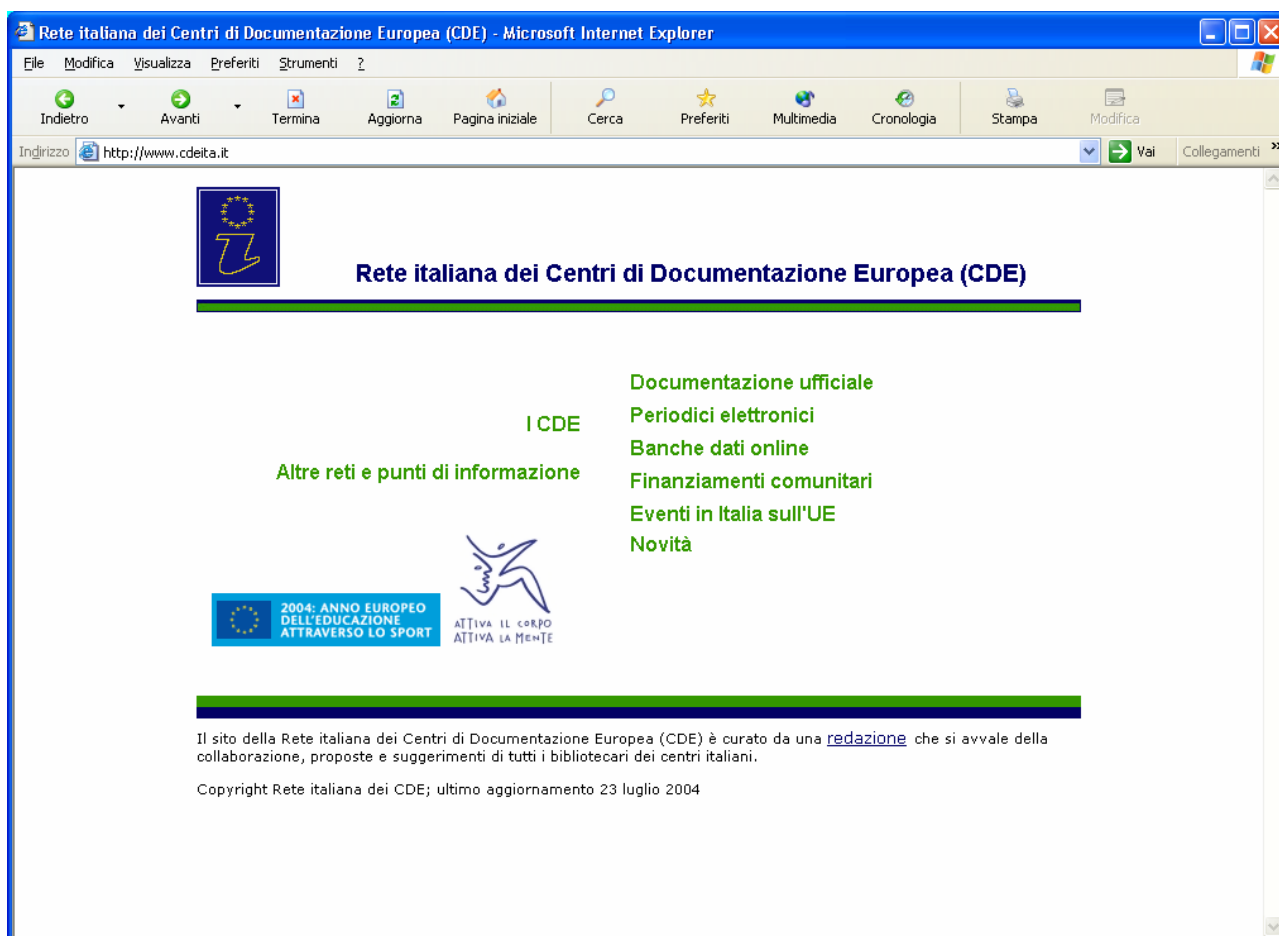 Rete italiana dei Centri di Documentazione Europea (CDE) - Microsoft Internet Explorer
File Modifica Visualizza Preferiti Strumenti ?
Indietro Avanti Termina Aggiorna Pagina iniziale Cerca Preferiti Multimedia Cronologia Stampa Modifica
Indirizzo http://www.cdeita.it Vai Collegamenti »
Rete italiana dei Centri di Documentazione Europea (CDE)
I CDE
Altre reti e punti di informazione
Documentazione ufficiale
Periodici elettronici
Banche dati online
Finanziamenti comunitari
Eventi in Italia sull'UE
Novità
2004: ANNO EUROPEO
DELL'EDUCAZIONE
ATTRAVERSO LO SPORT
ATTIVA IL CORPO
ATTIVA LA MENTE
Il sito della Rete italiana dei Centri di Documentazione Europea (CDE) è curato da una redazione che si avvale della
collaborazione, proposte e suggerimenti di tutti i bibliotecari dei centri italiani.
Copyright Rete italiana dei CDE; ultimo aggiornamento 23 luglio 2004